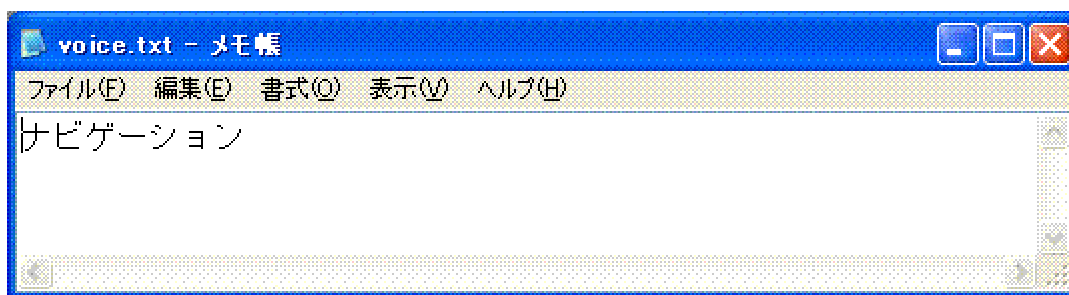 voice.txt - メモ帳
ファイル(F) 編集(E) 書式(O) 表示(V) ヘルプ(H)
ナビゲーション